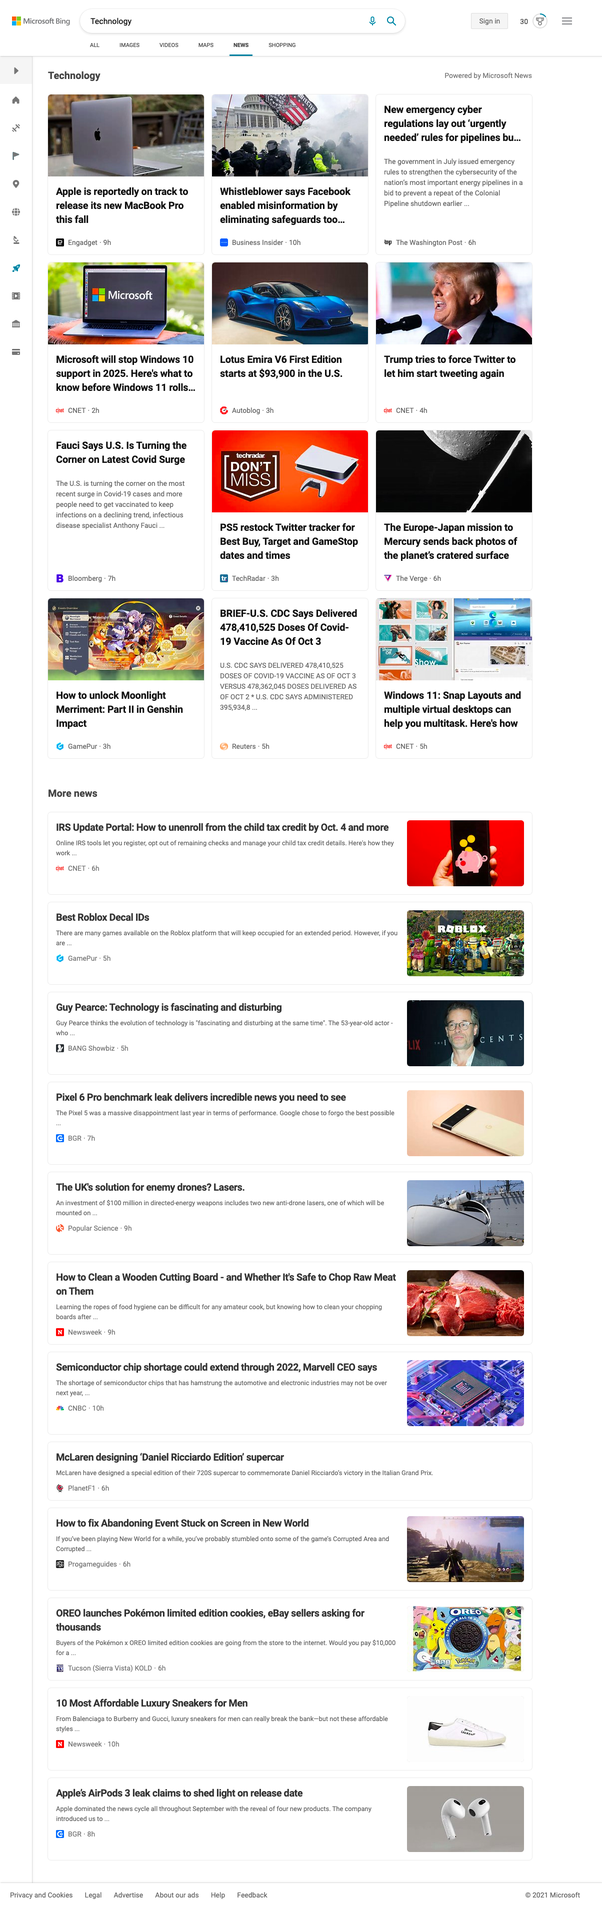 Microsoft Bing
Technology
Sign in
30
ALL
IMAGES
VIDEOS
MAPS
NEWS
SHOPPING
Technology
Powered by Microsoft News
Apple is reportedly on track to
release its new MacBook Pro
this fall
Engadget · 9h
Whistleblower says Facebook
enabled misinformation by
eliminating safeguards too…
Business Insider · 10h
New emergency cyber
regulations lay out ‘urgently
needed’ rules for pipelines bu…
The government in July issued emergency
rules to strengthen the cybersecurity of the
nation’s most important energy pipelines in a
bid to prevent a repeat of the Colonial
Pipeline shutdown earlier ...
The Washington Post · 6h
Microsoft
Microsoft will stop Windows 10
support in 2025. Here's what to
know before Windows 11 rolls…
CNET · 2h
Lotus Emira V6 First Edition
starts at $93,900 in the U.S.
Autoblog · 3h
Trump tries to force Twitter to
let him start tweeting again
CNET · 4h
Fauci Says U.S. Is Turning the
Corner on Latest Covid Surge
The U.S. is turning the corner on the most
recent surge in Covid-19 cases and more
people need to get vaccinated to keep
infections on a declining trend, infectious
disease specialist Anthony Fauci ...
Bloomberg · 7h
techradar
DON'T
MISS
PS5 restock Twitter tracker for
Best Buy, Target and GameStop
dates and times
TechRadar · 3h
The Europe-Japan mission to
Mercury sends back photos of
the planet’s cratered surface
The Verge · 6h
How to unlock Moonlight
Merriment: Part II in Genshin
Impact
GamePur · 3h
BRIEF-U.S. CDC Says Delivered
478,410,525 Doses Of Covid-
19 Vaccine As Of Oct 3
U.S. CDC SAYS DELIVERED 478,410,525
DOSES OF COVID-19 VACCINE AS OF OCT 3
VERSUS 478,362,045 DOSES DELIVERED AS
OF OCT 2 * U.S. CDC SAYS ADMINISTERED
395,934,8 ...
Reuters · 5h
Show
Windows 11: Snap Layouts and
multiple virtual desktops can
help you multitask. Here's how
CNET · 5h
More news
IRS Update Portal: How to unenroll from the child tax credit by Oct. 4 and more
Online IRS tools let you register, opt out of remaining checks and manage your child tax credit details. Here's how they
work ...
CNET · 6h
Best Roblox Decal IDs
There are many games available on the Roblox platform that will keep occupied for an extended period. However, if you
are ...
GamePur · 5h
ROBLOX
Guy Pearce: Technology is fascinating and disturbing
Guy Pearce thinks the evolution of technology is "fascinating and disturbing at the same time". The 53-year-old actor -
who ...
BANG Showbiz · 5h
Pixel 6 Pro benchmark leak delivers incredible news you need to see
The Pixel 5 was a massive disappointment last year in terms of performance. Google chose to forgo the best possible
...
BGR · 7h
The UK’s solution for enemy drones? Lasers.
An investment of $100 million in directed-energy weapons includes two new anti-drone lasers, one of which will be
mounted on ...
Popular Science · 9h
How to Clean a Wooden Cutting Board - and Whether It's Safe to Chop Raw Meat
on Them
Learning the ropes of food hygiene can be difficult for any amateur cook, but knowing how to clean your chopping
boards after ...
Newsweek · 9h
Semiconductor chip shortage could extend through 2022, Marvell CEO says
The shortage of semiconductor chips that has hamstrung the automotive and electronic industries may not be over
next year, ...
CNBC · 10h
McLaren designing ‘Daniel Ricciardo Edition’ supercar
McLaren have designed a special edition of their 720S supercar to commemorate Daniel Ricciardo's victory in the Italian Grand Prix.
PlanetF1 · 6h
How to fix Abandoning Event Stuck on Screen in New World
If you’ve been playing New World for a while, you’ve probably stumbled onto some of the game’s Corrupted Area and
Corrupted ...
Progameguides · 6h
OREO launches Pokémon limited edition cookies, eBay sellers asking for
thousands
Buyers of the Pokémon x OREO limited edition cookies are going from the store to the internet. Would you pay $10,000
for a ...
Tucson (Sierra Vista) KOLD · 6h
OREO
10 Most Affordable Luxury Sneakers for Men
From Balenciaga to Burberry and Gucci, luxury sneakers for men can really break the bank—but not these affordable
styles ...
Newsweek · 10h
Apple’s AirPods 3 leak claims to shed light on release date
Apple dominated the news cycle all throughout September with the reveal of four new products. The company
introduced us to ...
BGR · 8h
Privacy and Cookies
Legal
Advertise
About our ads
Help
Feedback
© 2021 Microsoft